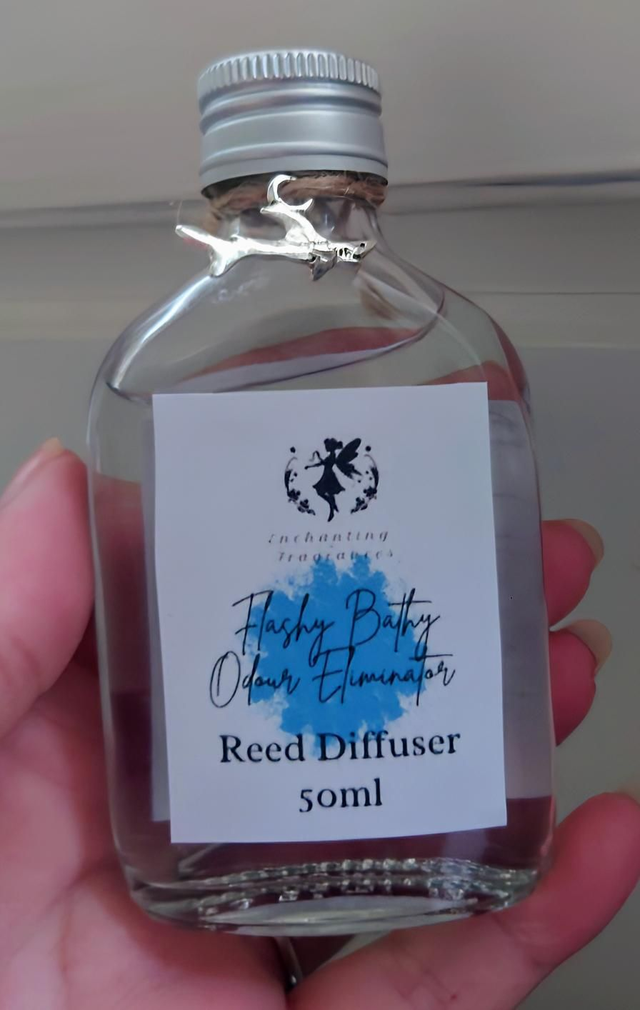 Enchanting
Fragrances
Flashy Bathy
Odour Eliminator
Reed Diffuser
50ml